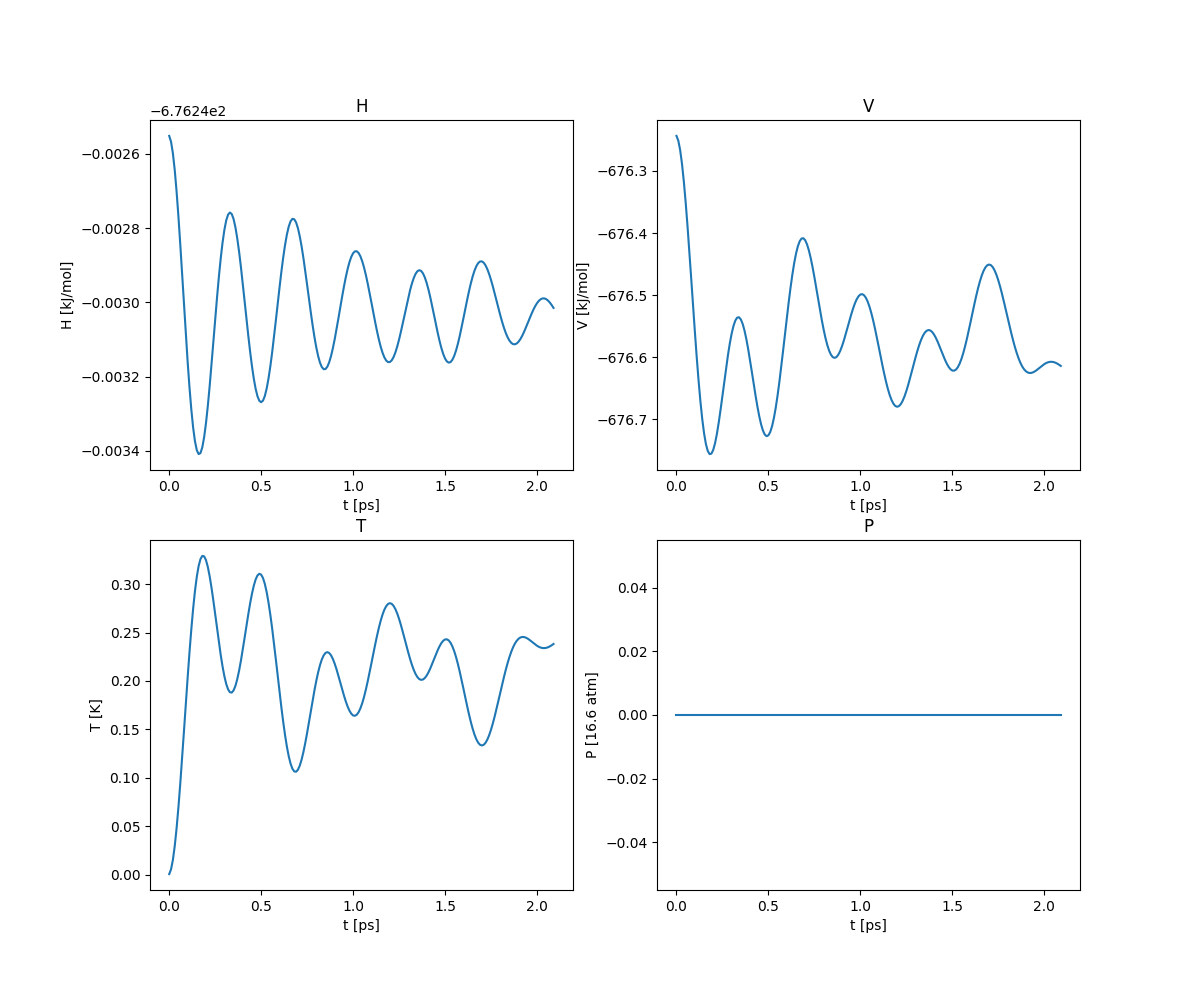 H
−6.7624e2
−0.0026
−0.0028
−0.0030
−0.0032
−0.0034
H [kJ/mol]
0.0 0.5 1.0 1.5 2.0
t [ps]
V
−676.3
−676.4
−676.5
−676.6
−676.7
V [kJ/mol]
0.0 0.5 1.0 1.5 2.0
t [ps]
T
0.30
0.25
0.20
0.15
0.10
0.05
0.00
T [K]
0.0 0.5 1.0 1.5 2.0
t [ps]
P
0.04
0.02
0.00
−0.02
−0.04
P [16.6 atm]
0.0 0.5 1.0 1.5 2.0
t [ps]